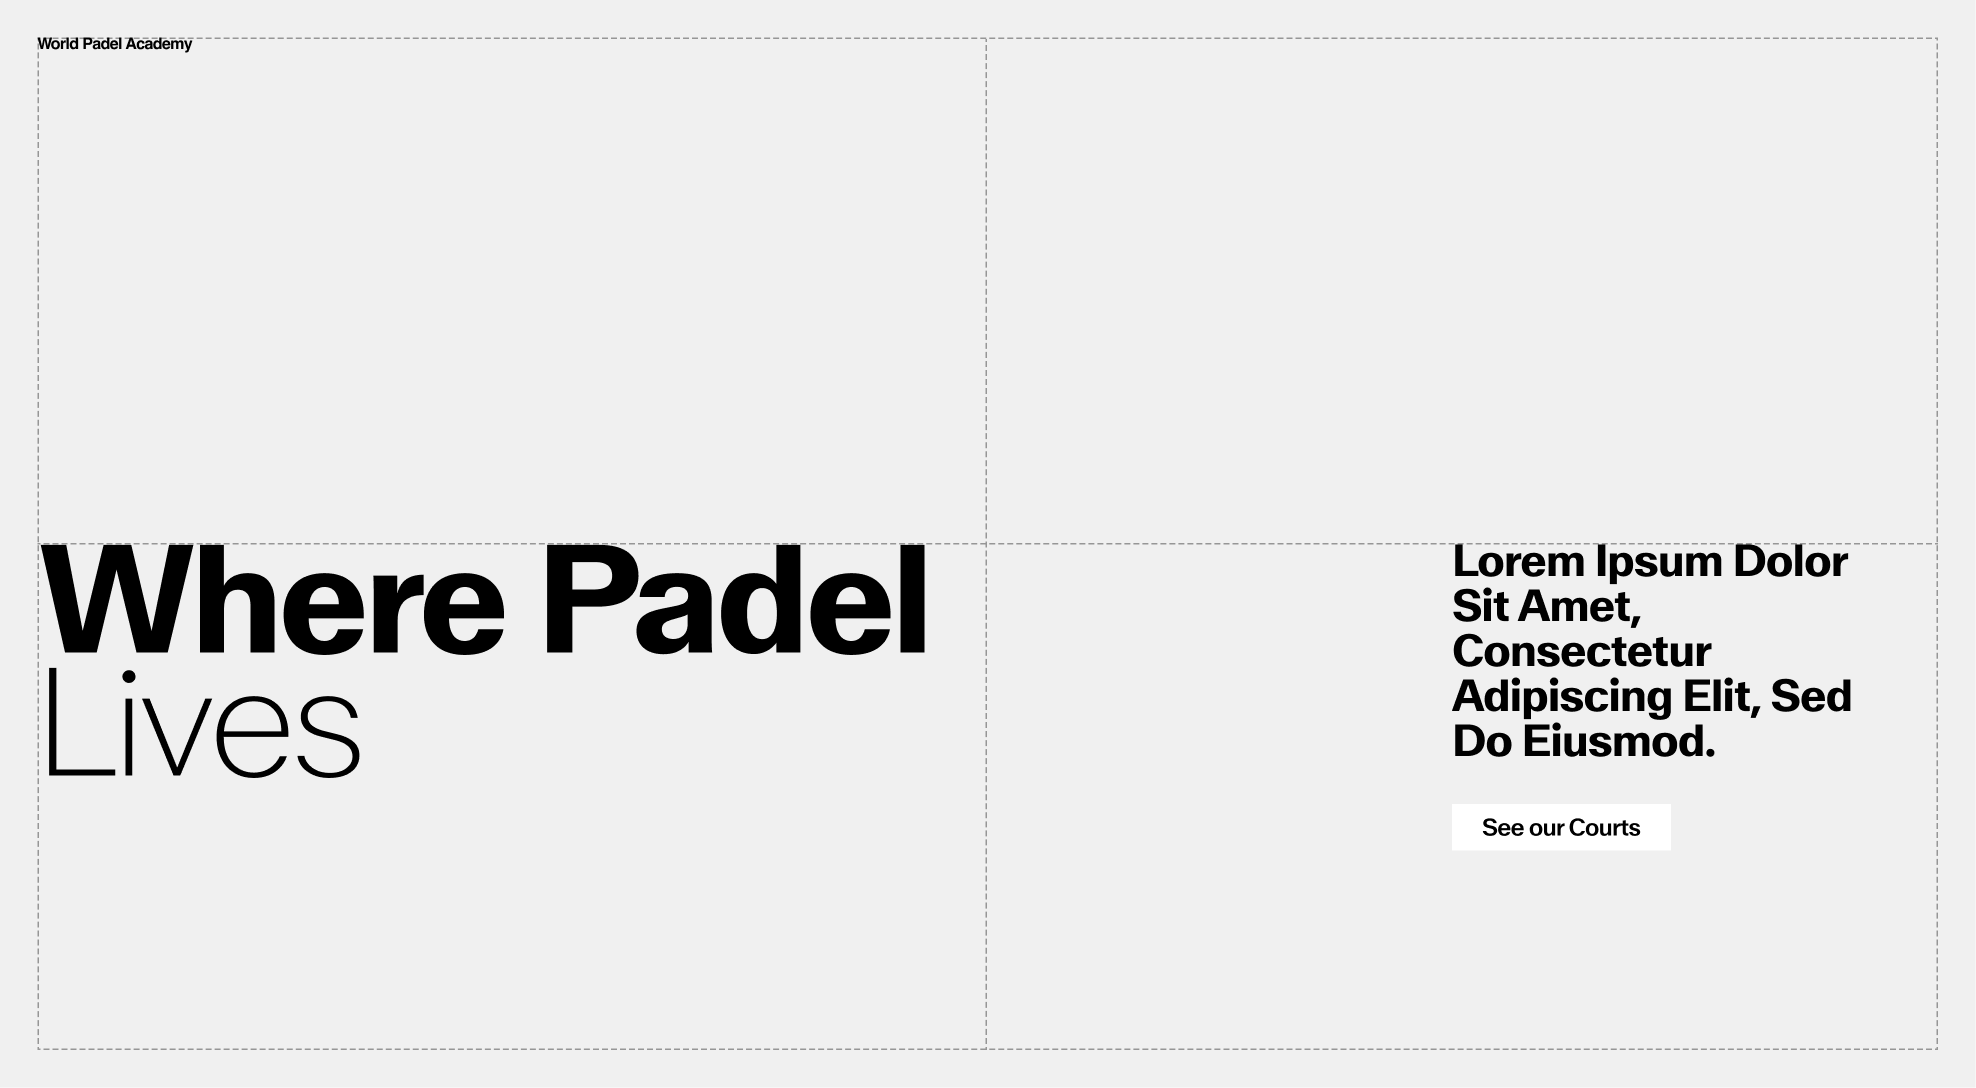 World Padel Academy
Where Padel
Lives
Lorem Ipsum Dolor
Sit Amet,
Consectetur
Adipiscing Elit, Sed
Do Eiusmod.
See our Courts